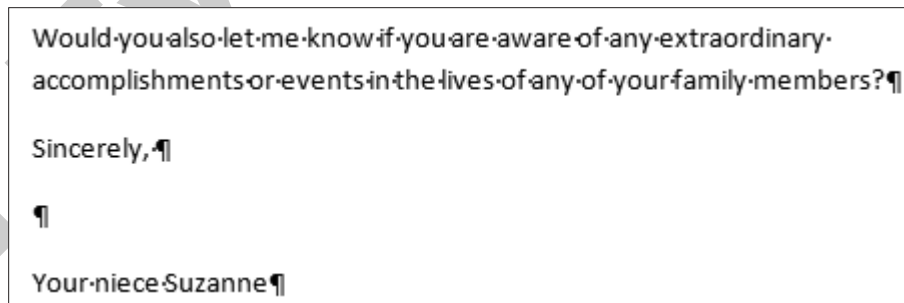 Would·you·also·let·me·know·if·you·are·aware·of·any·extraordinary·
accomplishments·or·events·in·the·lives·of·any·of·your·family·members?¶
Sincerely,·¶
¶
Your·niece·Suzanne¶